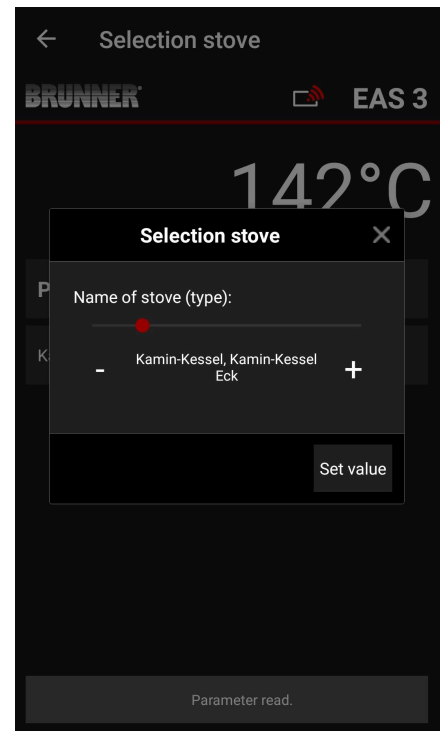 Selection stove
BRUNNER
EAS 3
142°C
Selection stove
P
Name of stove (type):
K
- Kamin-Kessel, Kamin-Kessel +
Eck
Set value
Parameter read.